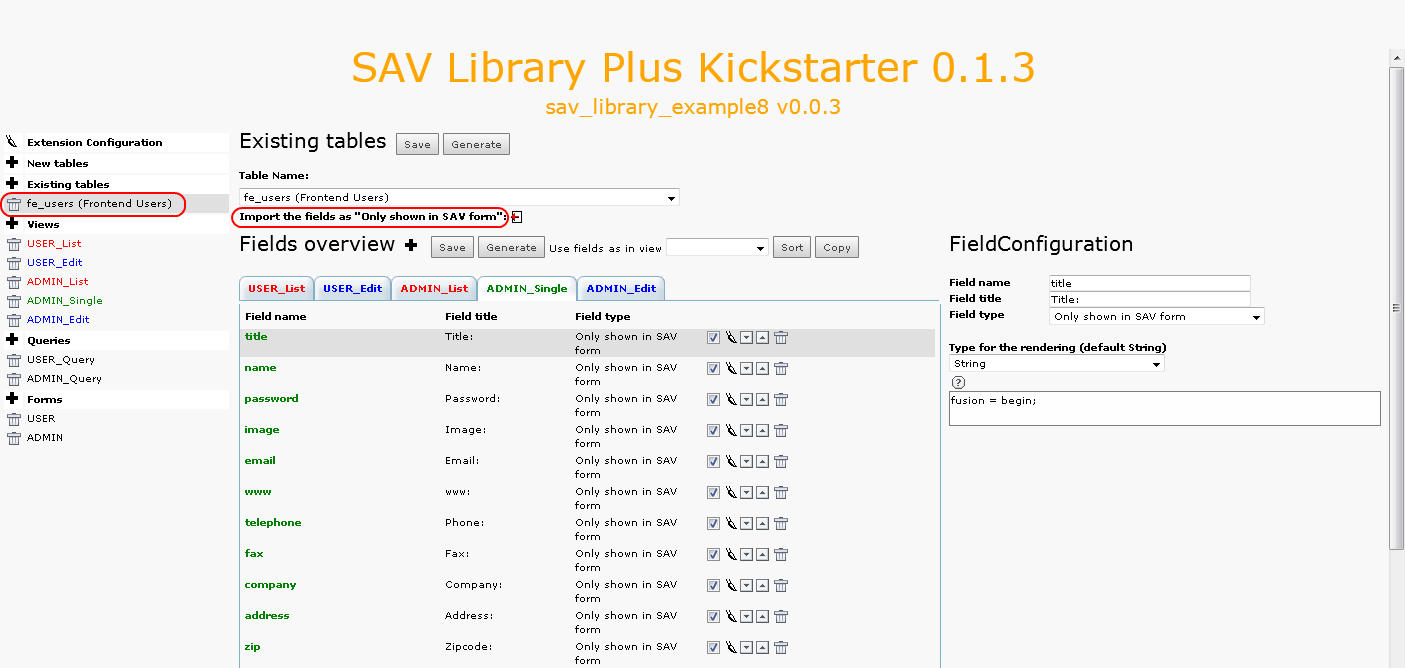 SAV Library Plus Kickstarter 0.1.3
sav_library_example8 v0.0.3
Extension Configuration
New tables
Existing tables
fe_users (Frontend Users)
Views
USER_List
USER_Edit
ADMIN_List
ADMIN_Single
ADMIN_Edit
Queries
USER_Query
ADMIN_Query
Forms
USER
ADMIN
Existing tables Save Generate
Table Name:
fe_users (Frontend Users)
Import the fields as "Only shown in SAV form":
Fields overview Save Generate Use fields as in view Sort Copy
USER_List USER_Edit ADMIN_List ADMIN_Single ADMIN_Edit
Field name Field title Field type
title Title: Only shown in SAV
form
name Name: Only shown in SAV
form
password Password: Only shown in SAV
form
image Image: Only shown in SAV
form
email Email: Only shown in SAV
form
www www: Only shown in SAV
form
telephone Phone: Only shown in SAV
form
fax Fax: Only shown in SAV
form
company Company: Only shown in SAV
form
address Address: Only shown in SAV
form
zip Zipcode: Only shown in SAV
form
FieldConfiguration
Field name title
Field title Title:
Field type Only shown in SAV form
Type for the rendering (default String)
String
?
fusion = begin;